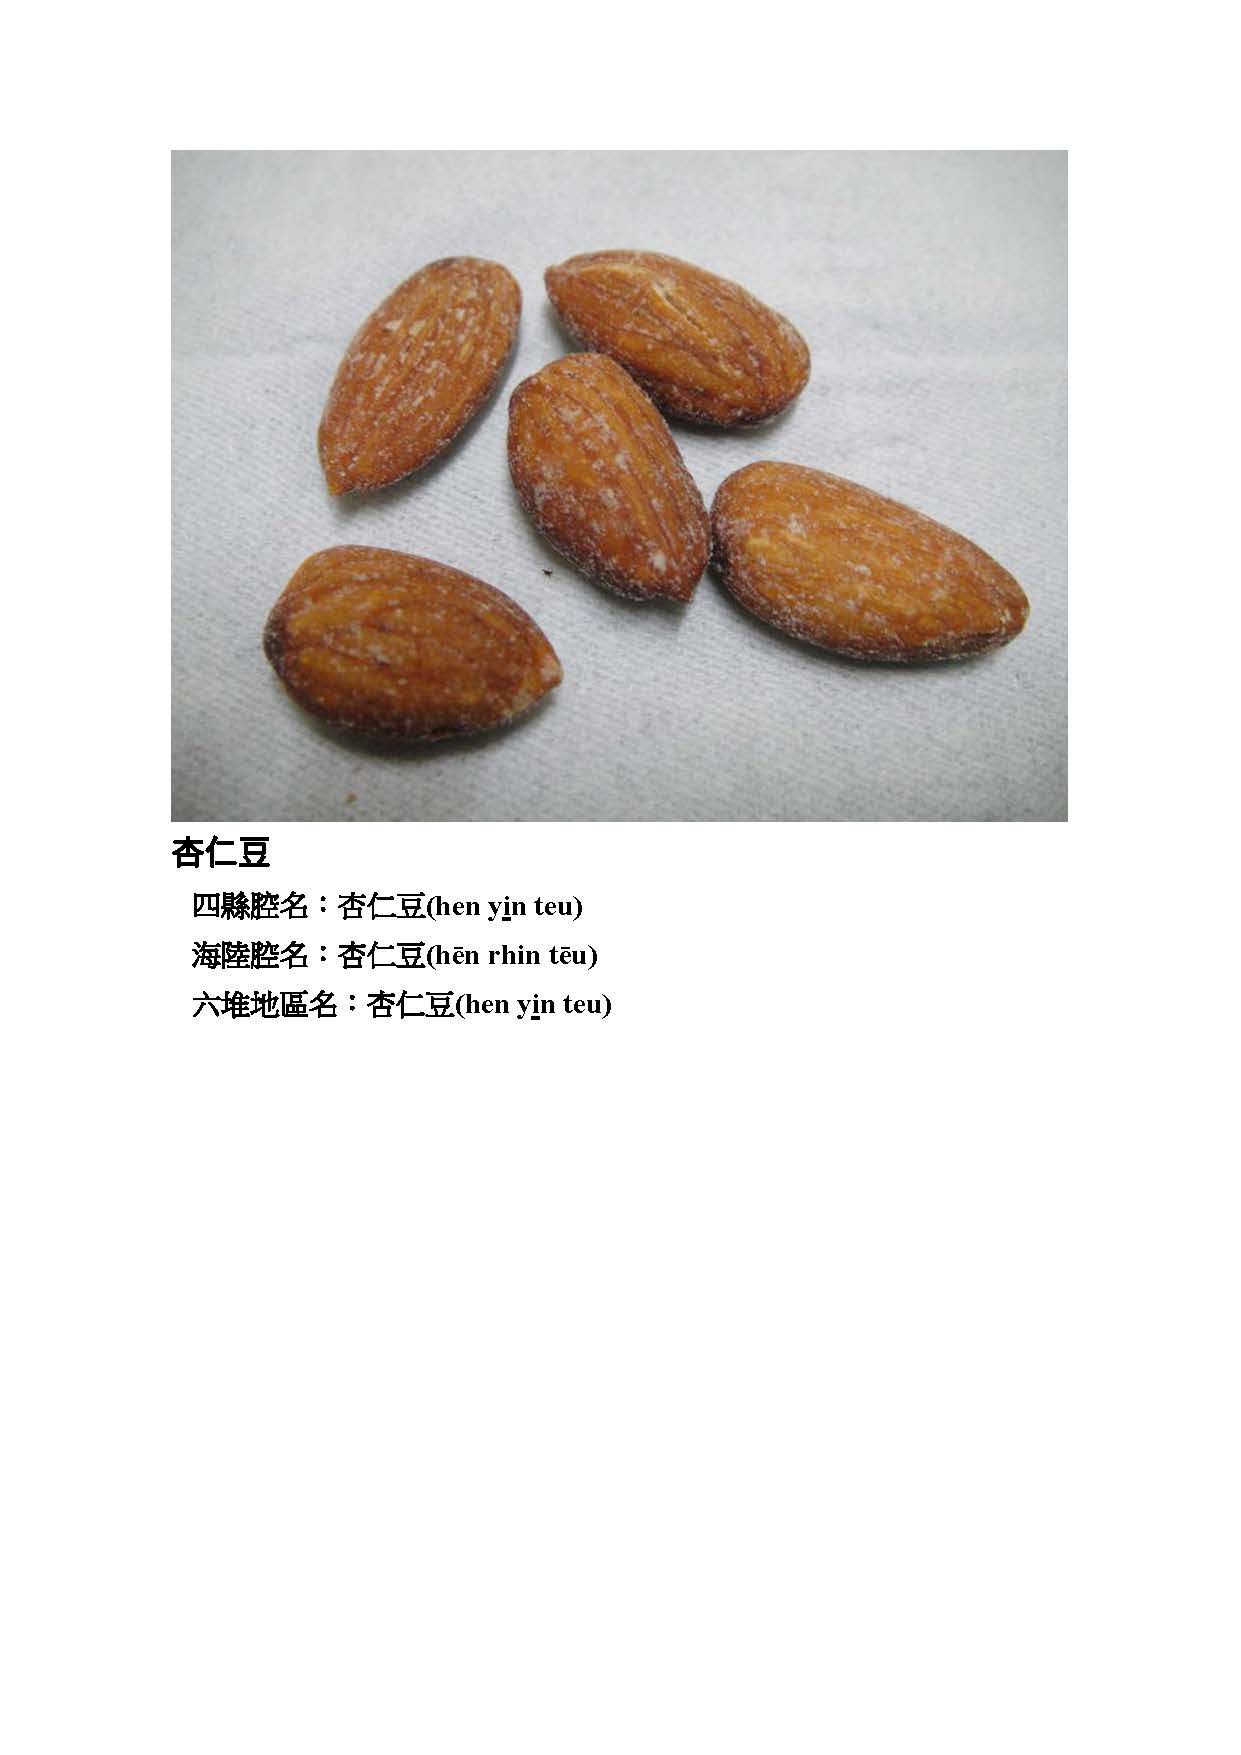 杏仁豆
四縣腔名：杏仁豆(hen yi̲n teu)
海陸腔名：杏仁豆(hēn rhin tēu)
六堆地區名：杏仁豆(hen yi̲n teu)